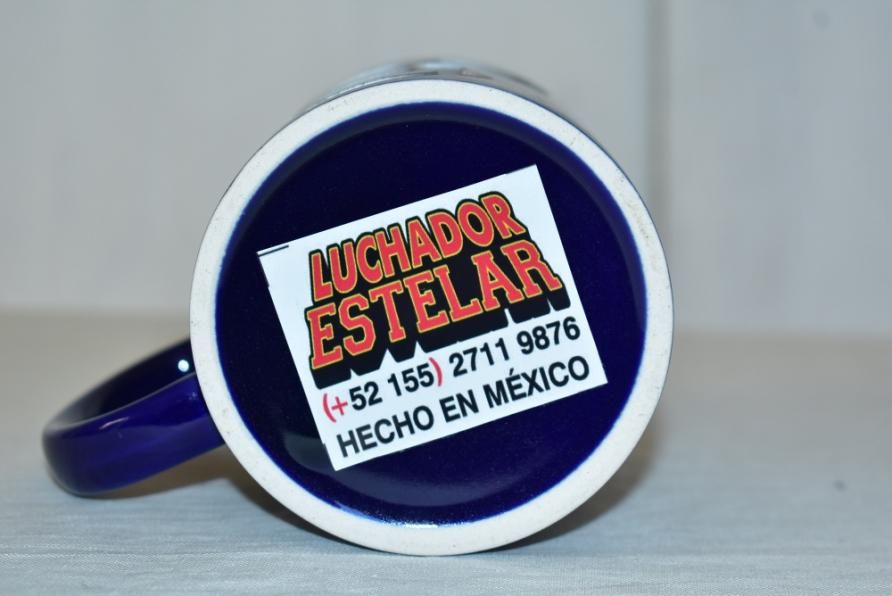 LUCHADOR
ESTELAR
(+52 155) 2711 9876
HECHO EN MÉXICO